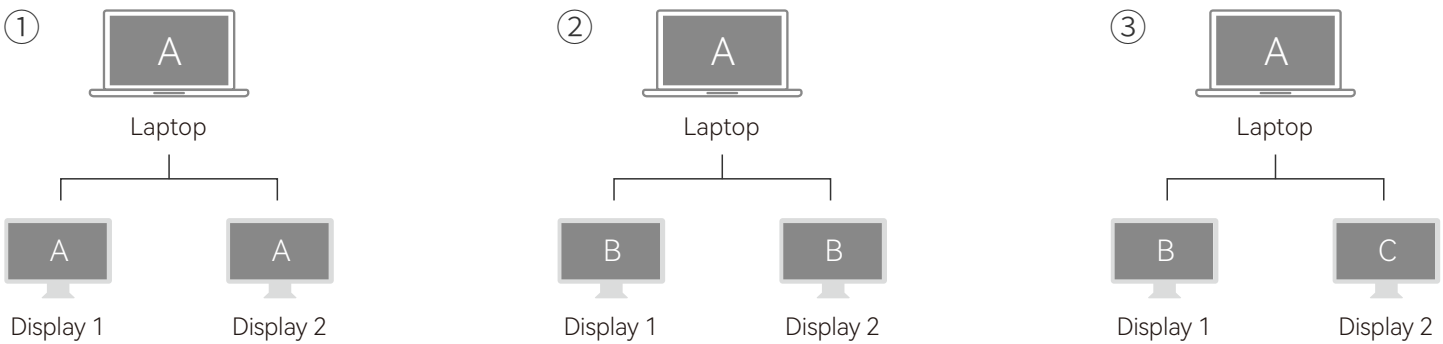 ① A
Laptop
A A
Display 1 Display 2
② A
Laptop
B B
Display 1 Display 2
③ A
Laptop
B C
Display 1 Display 2